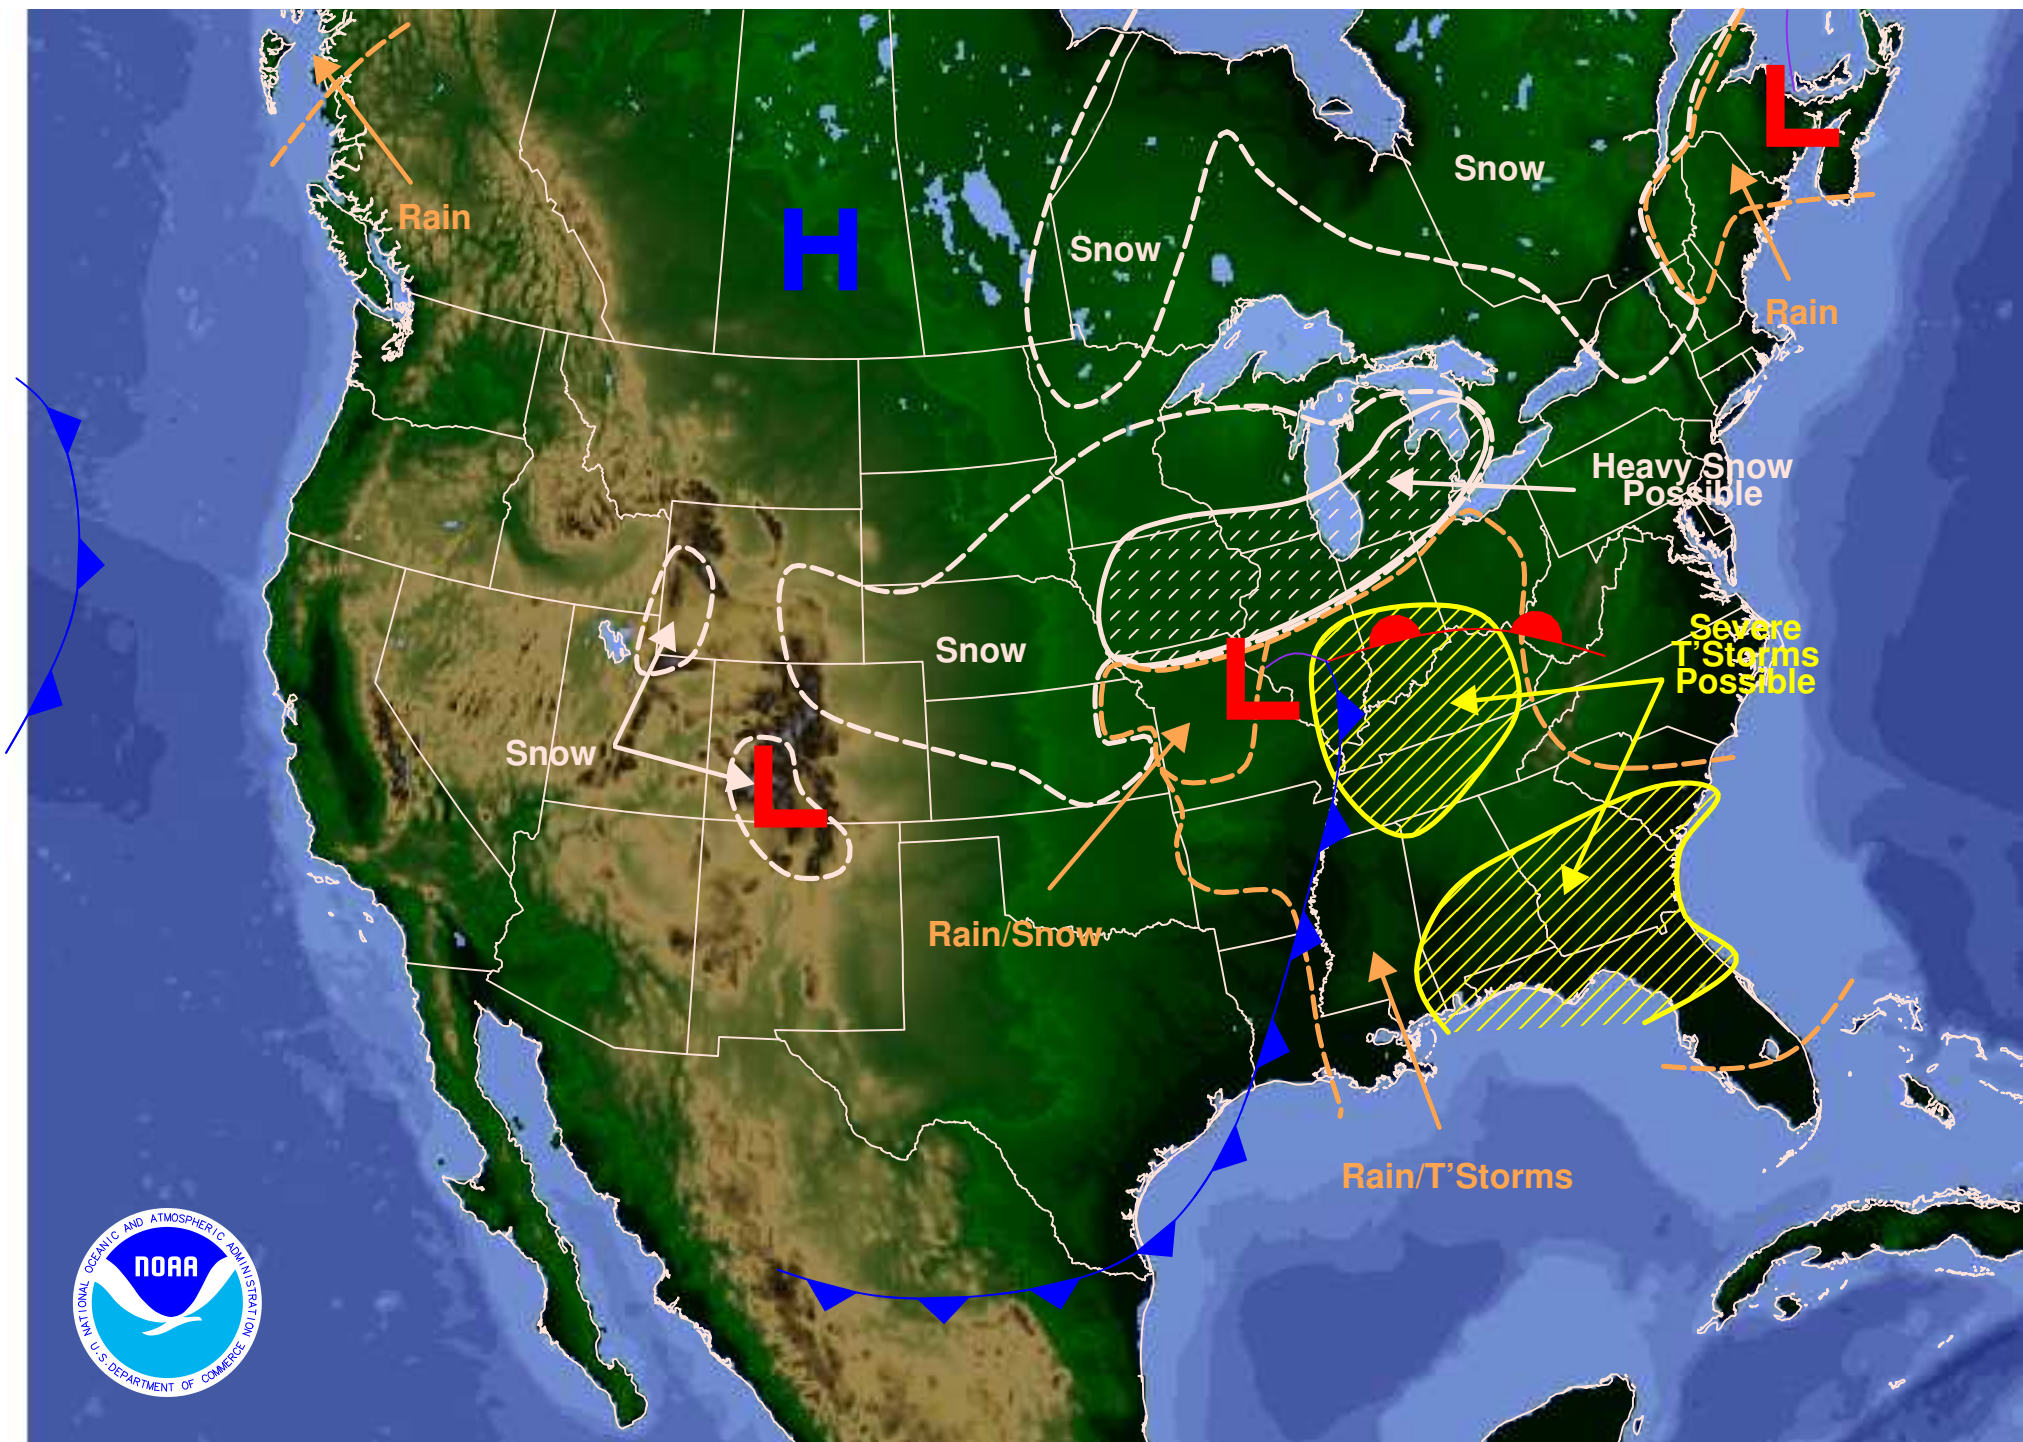 Rain
H
L
Snow
Snow
Rain
Heavy Snow
Possible
Severe
T'Storms
Possible
Snow
L
Snow
L
Rain/Snow
Rain/T'Storms
NATIONAL OCEANIC AND ATMOSPHERIC ADMINISTRATION
NOAA
U.S. DEPARTMENT OF COMMERCE